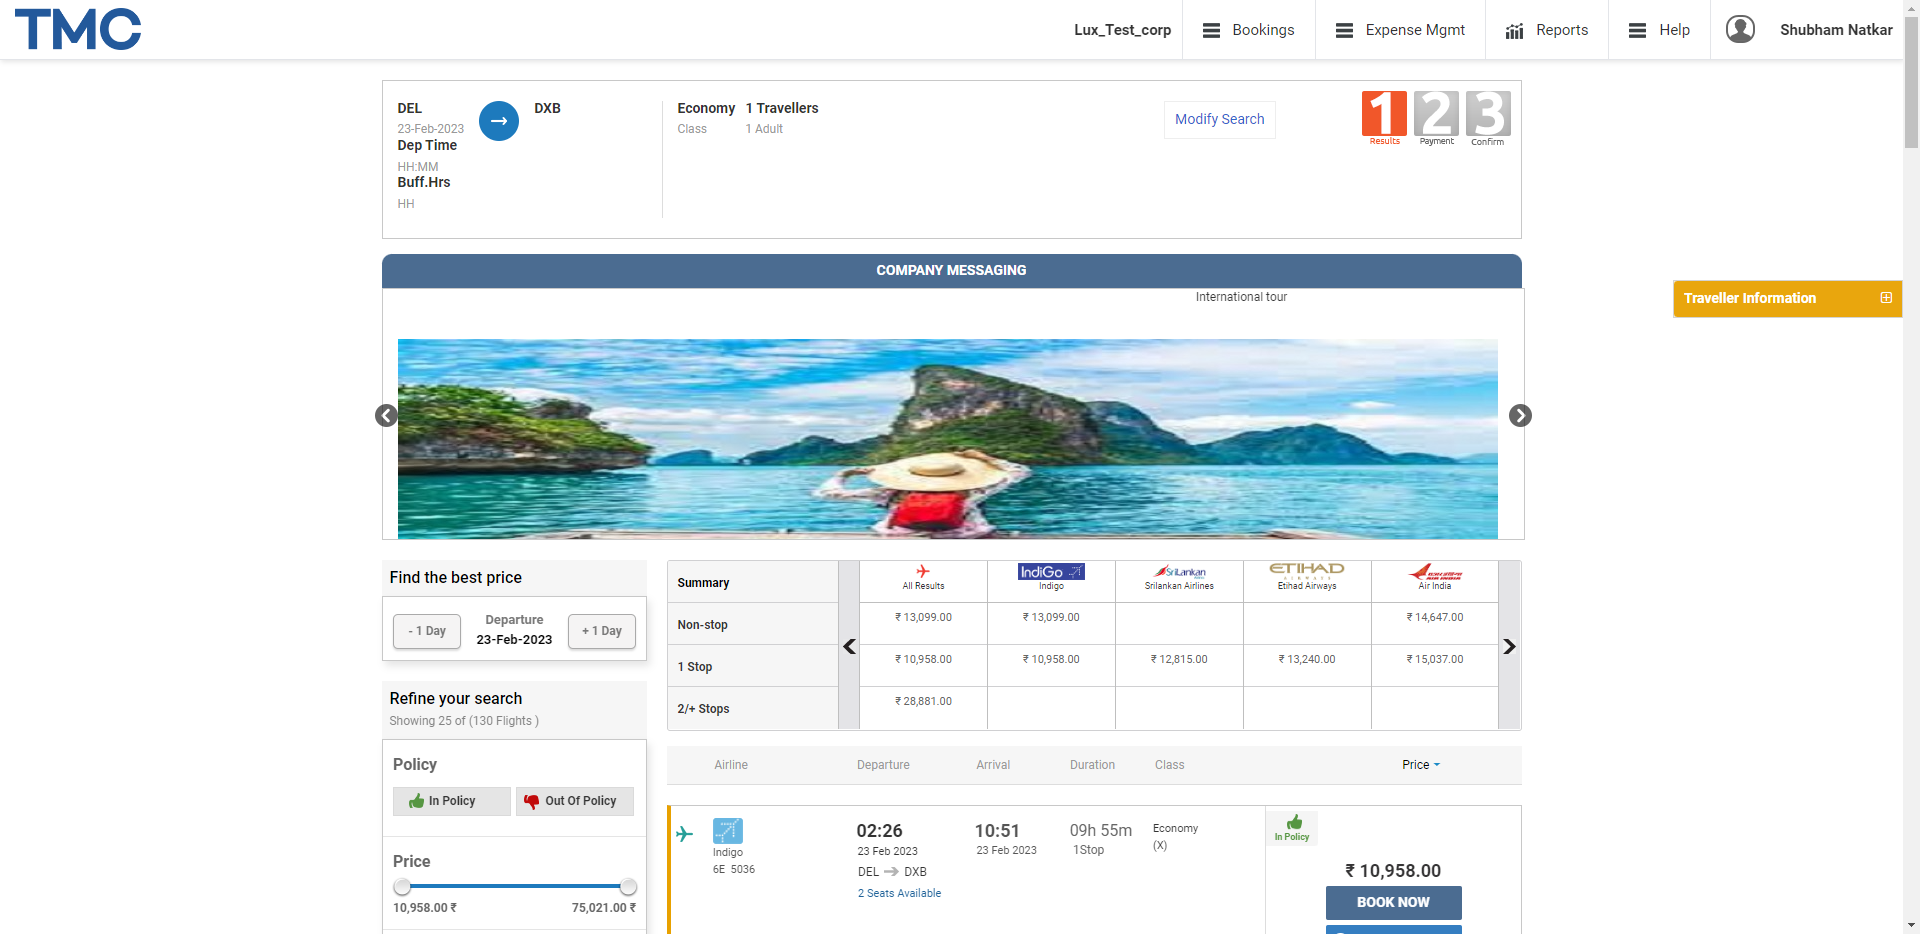 TMC
Lux_Test_corp
Bookings
Expense Mgmt
Reports
Help
Shubham Natkar
DEL
23-Feb-2023
DXB
Dep Time
HH:MM
Buff.Hrs
HH
Economy
Class
1 Travellers
1 Adult
Modify Search
1
Results
2
Payment
3
Confirm
COMPANY MESSAGING
International tour
Traveller Information
Find the best price
- 1 Day
Departure
23-Feb-2023
+ 1 Day
Refine your search
Showing 25 of (130 Flights )
Policy
In Policy
Out Of Policy
Price
10,958.00 ₹
75,021.00 ₹
Summary
All Results
IndiGo
Indigo
SriLankan
Srilankan Airlines
ETIHAD
AIRWAYS
Etihad Airways
AIR INDIA
Air India
Non-stop
₹ 13,099.00
₹ 13,099.00
₹ 14,647.00
1 Stop
₹ 10,958.00
₹ 10,958.00
₹ 12,815.00
₹ 13,240.00
₹ 15,037.00
2/+ Stops
₹ 28,881.00
Airline
Departure
Arrival
Duration
Class
Price
Indigo
6E 5036
02:26
23 Feb 2023
DEL
DXB
2 Seats Available
10:51
23 Feb 2023
09h 55m
1Stop
Economy
(X)
In Policy
₹ 10,958.00
BOOK NOW